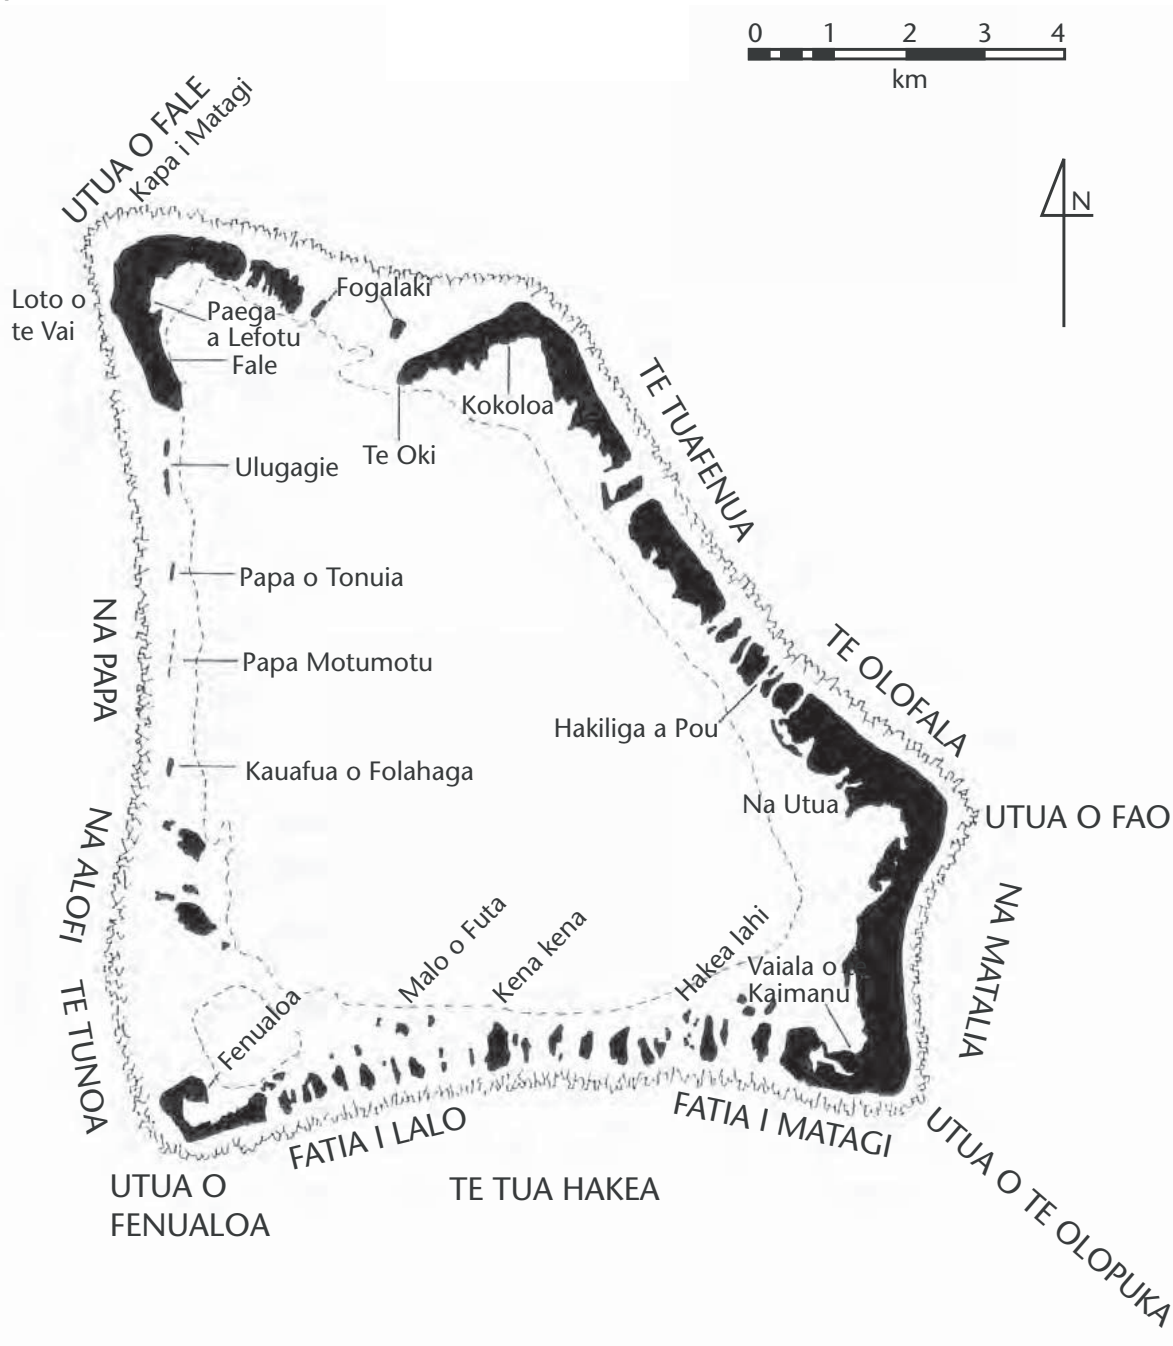 0 1 2 3 4
km
N
UTUA O FALE
Kapa i Matagi
Loto o
te Vai
Paega
a Lefotu
Fale
Fogalaki
Kokoloa
Te Oki
TE TUAFENUA
Ulugagie
Papa o Tonuia
NA PAPA
Papa Motumotu
TE OLOFALA
Hakiliga a Pou
Kauafua o Folahaga
Na Utua
UTUA O FAO
NA ALOFI
NA MATALIA
Malo o Futa
Kena kena
Hakea lahi
Vaiala o te
Kaimanu
TE TUNOA
Fenualoa
FATIA I LALO
FATIA I MATAGI
UTUA O TE OLOPUKA
UTUA O
FENUALOA
TE TUA HAKEA